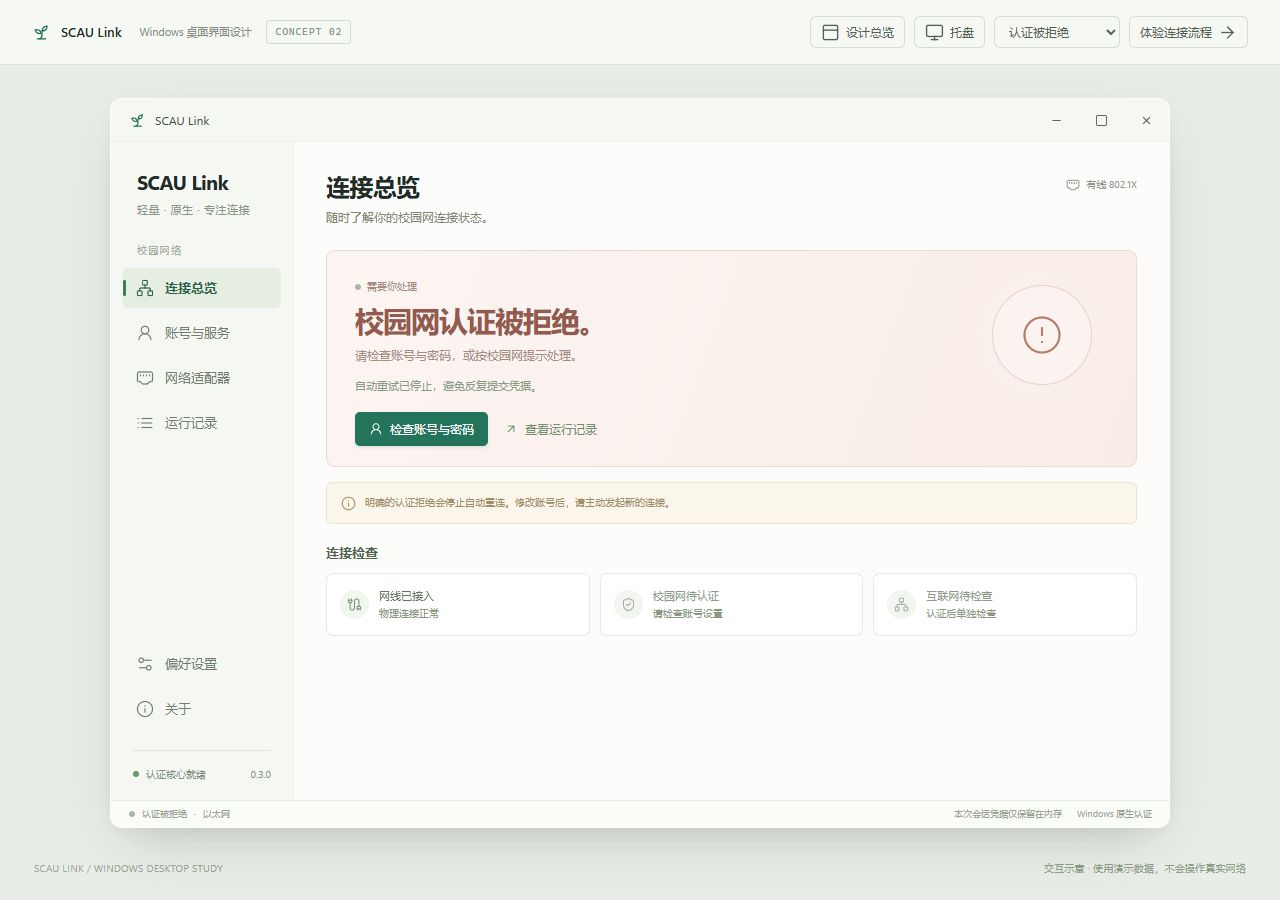 SCAU Link Windows 桌面界面设计 CONCEPT 02 设计总览 托盘 认证被拒绝 体验连接流程
SCAU Link
SCAU Link
轻量 · 原生 · 专注连接
校园网络
连接总览
账号与服务
网络适配器
运行记录
偏好设置
关于
认证核心就绪 0.3.0
连接总览
有线 802.1X
随时了解你的校园网连接状态。
需要你处理
校园网认证被拒绝。
请检查账号与密码，或按校园网提示处理。
自动重试已停止，避免反复提交凭据。
检查账号与密码 查看运行记录
明确的认证拒绝会停止自动重连。修改账号后，请主动发起新的连接。
连接检查
网线已接入
物理连接正常
校园网待认证
请检查账号设置
互联网待检查
认证后单独检查
认证被拒绝 · 以太网 本次会话凭据仅保留在内存 Windows 原生认证
SCAU LINK / WINDOWS DESKTOP STUDY 交互示意 · 使用演示数据，不会操作真实网络